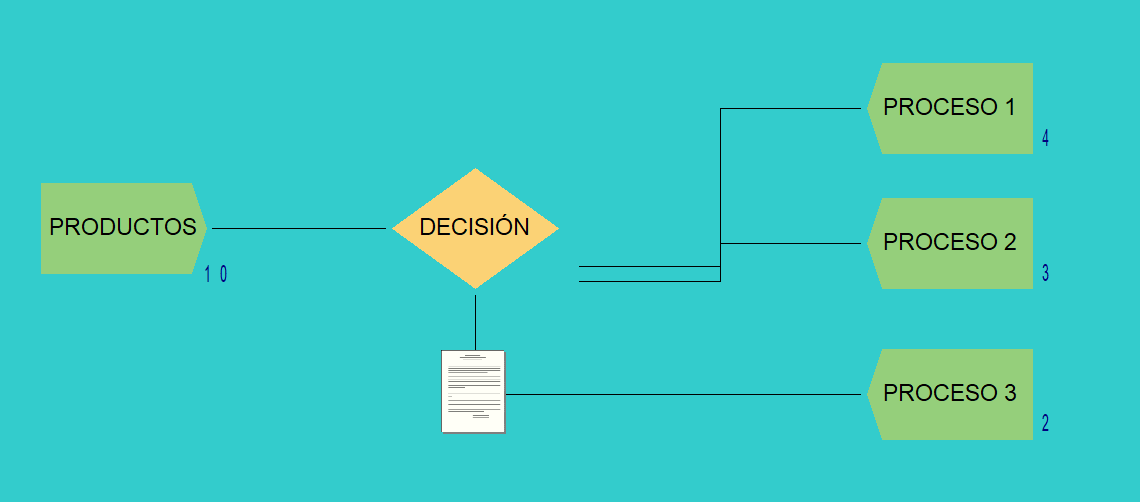 PROCESO 1
4
PRODUCTOS
DECISIÓN
PROCESO 2
1 0
3
PROCESO 3
2